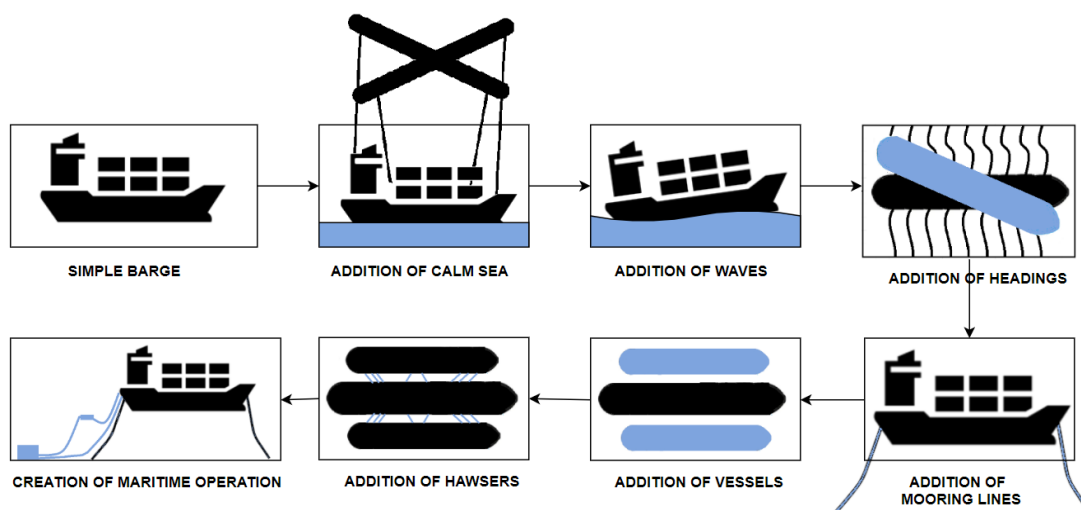 SIMPLE BARGE
ADDITION OF CALM SEA
ADDITION OF WAVES
ADDITION OF HEADINGS
ADDITION OF
MOORING LINES
ADDITION OF VESSELS
ADDITION OF HAWSERS
CREATION OF MARITIME OPERATION